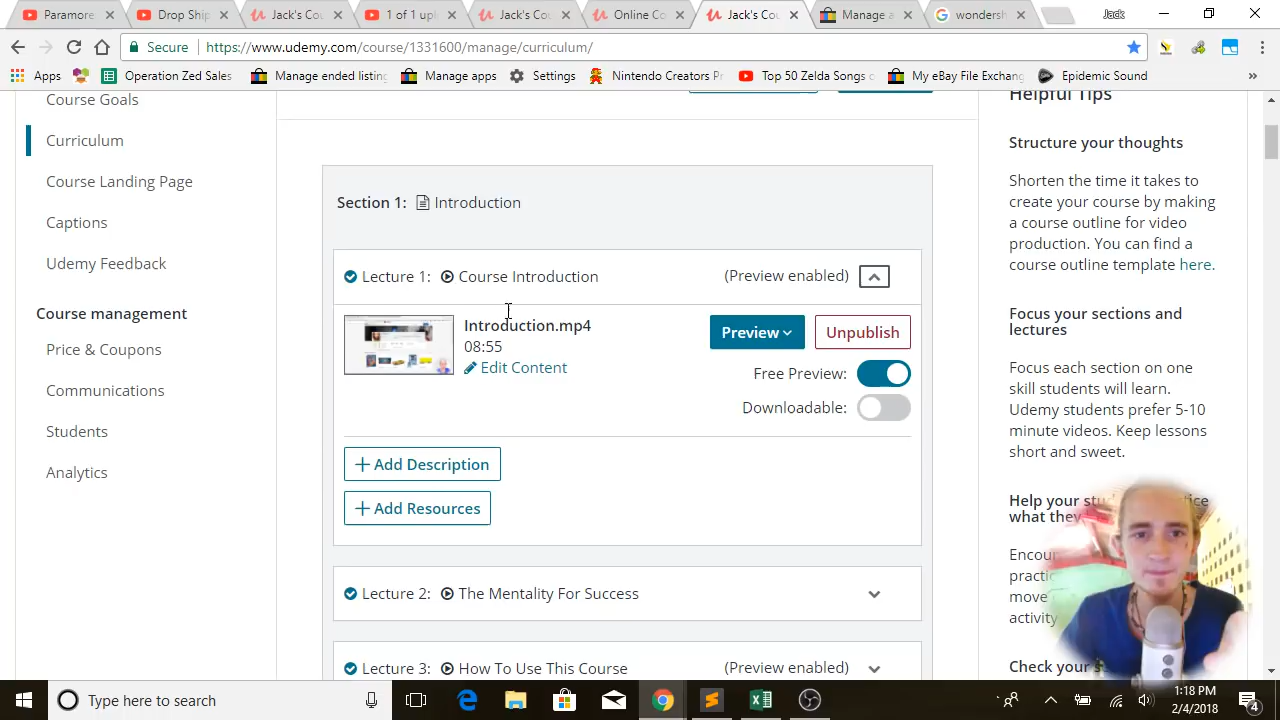 Paramore
Drop Ship
Jack's Cou
1 of 1 upl
Jack's Co
Online Co
Jack's Cou
Manage a
wondersh
Jack
Secure
https://www.udemy.com/course/1331600/manage/curriculum/
Apps
Operation Zed Sales
Manage ended listing
Manage apps
Settings
Nintendo Creators P
Top 50 Zelda Songs
My eBay File Exchang
Epidemic Sound
»
Course Goals
Curriculum
Course Landing Page
Captions
Udemy Feedback
Course management
Price & Coupons
Communications
Students
Analytics
Section 1: Introduction
Lecture 1: Course Introduction
(Preview enabled)
Introduction.mp4
08:55
Edit Content
Preview
Unpublish
Free Preview:
Downloadable:
+ Add Description
+ Add Resources
Lecture 2: The Mentality For Success
Lecture 3: How To Use This Course
(Preview enabled)
Helpful Tips
Structure your thoughts
Shorten the time it takes to
create your course by making
a course outline for video
production. You can find a
course outline template here.
Focus your sections and
lectures
Focus each section on one
skill students will learn.
Udemy students prefer 5-10
minute videos. Keep lessons
short and sweet.
Help your
what they
Encou
practic
move
activity
Check your
Type here to search
1:18 PM
2/4/2018
4